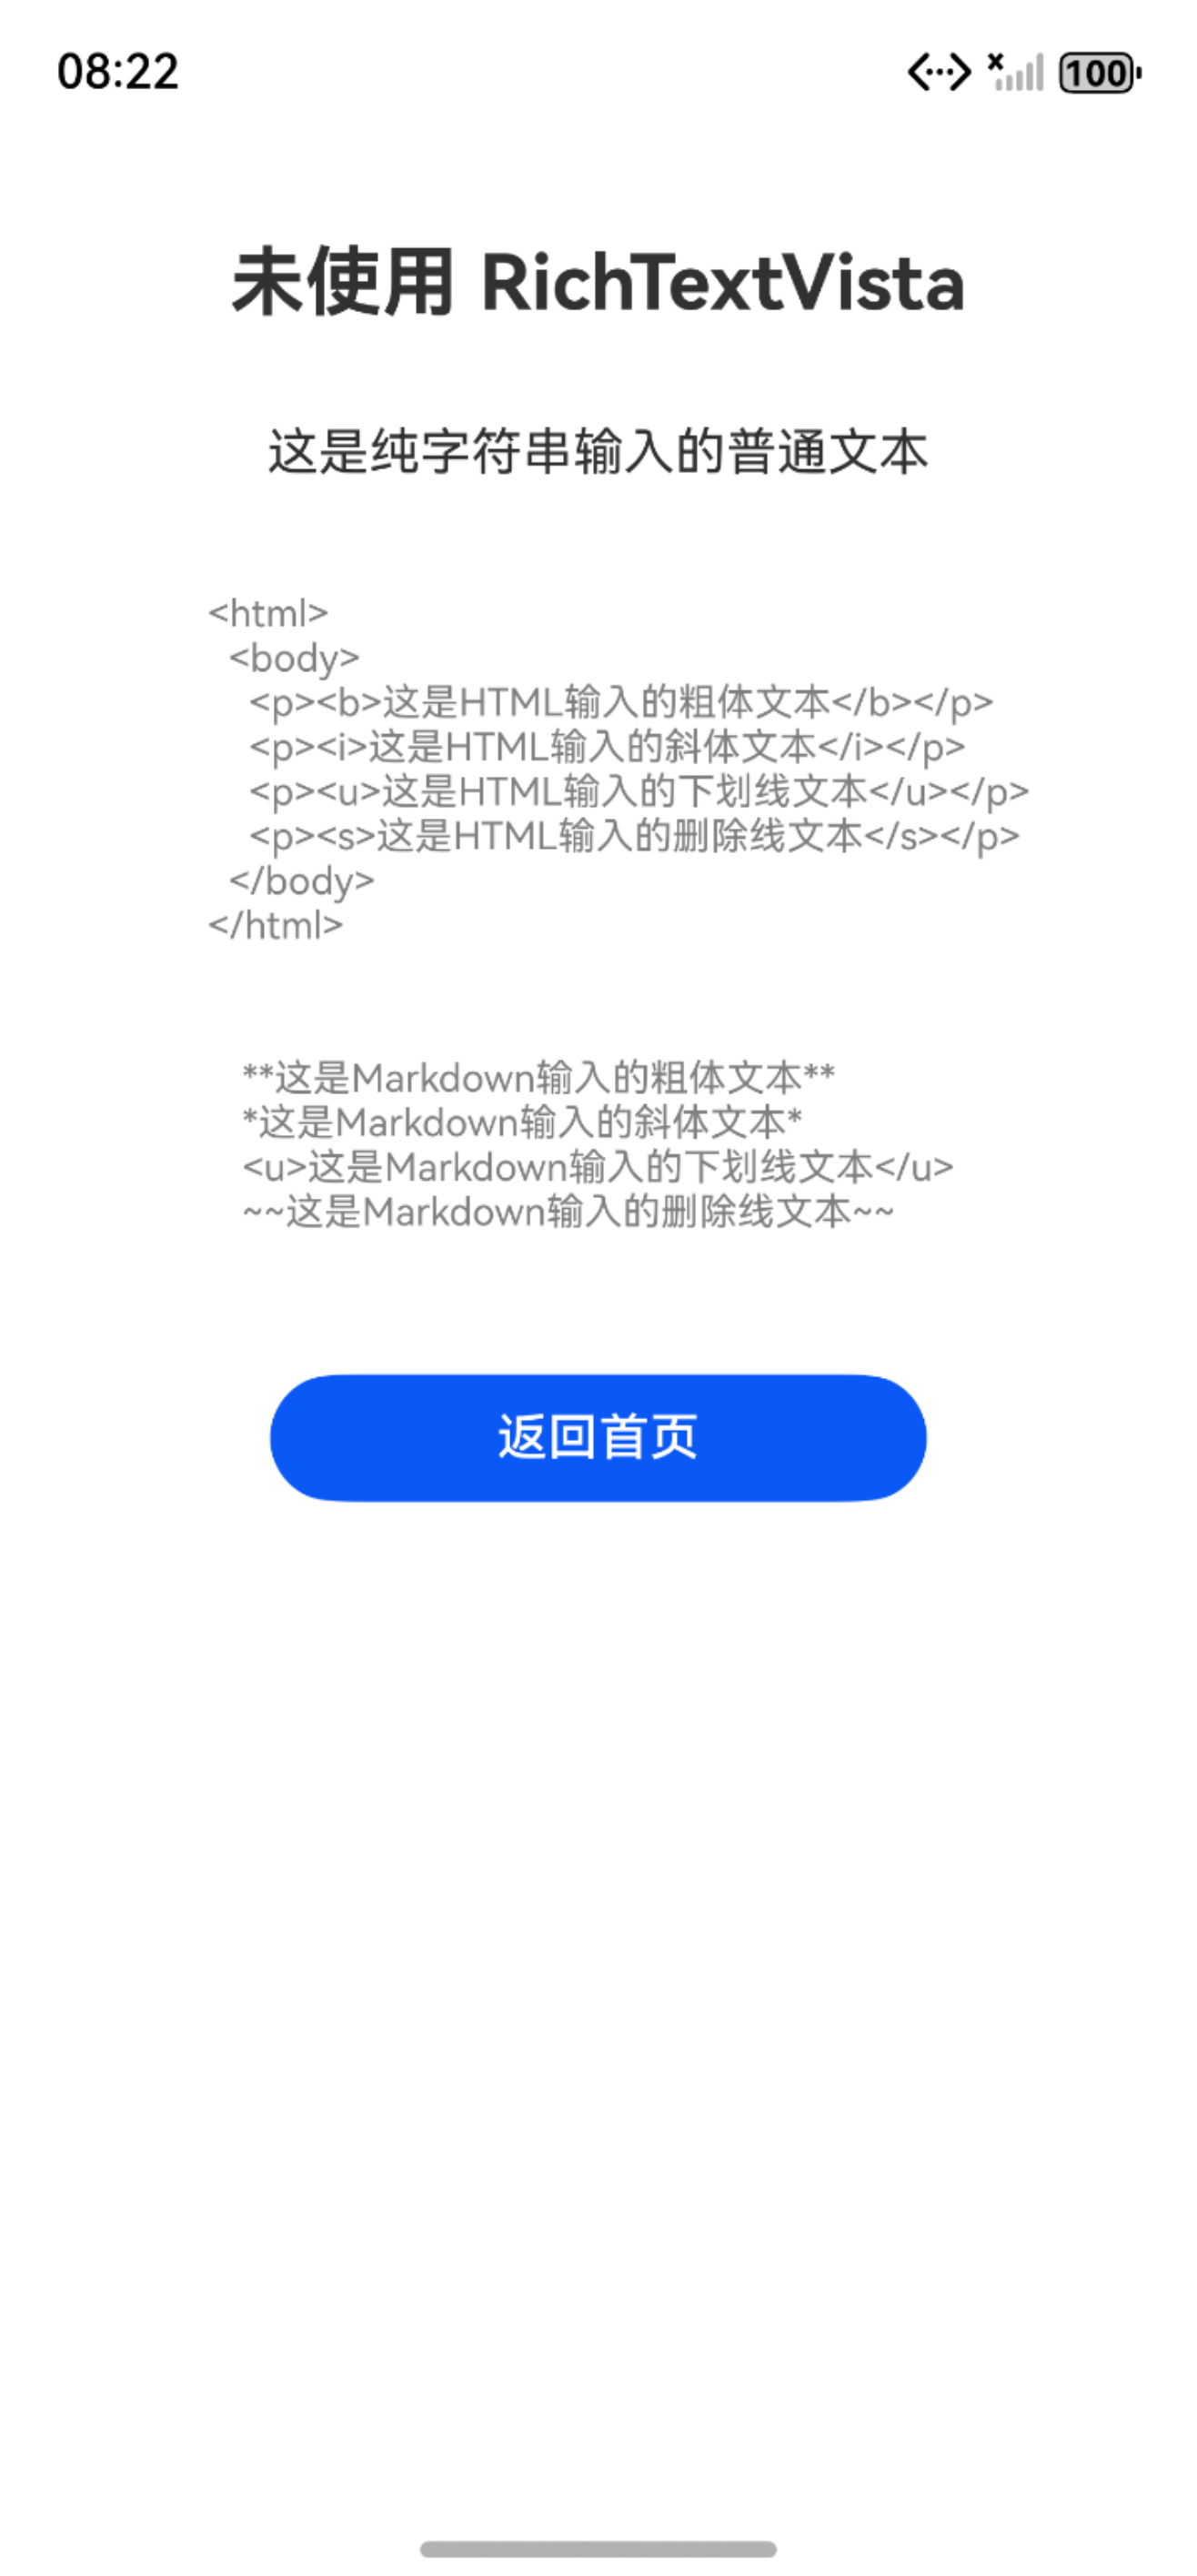 08:22
100
未使用 RichTextVista
这是纯字符串输入的普通文本
<html>
  <body>
    <p><b>这是HTML输入的粗体文本</b></p>
    <p><i>这是HTML输入的斜体文本</i></p>
    <p><u>这是HTML输入的下划线文本</u></p>
    <p><s>这是HTML输入的删除线文本</s></p>
  </body>
</html>
**这是Markdown输入的粗体文本**
*这是Markdown输入的斜体文本*
<u>这是Markdown输入的下划线文本</u>
~~这是Markdown输入的删除线文本~~
返回首页